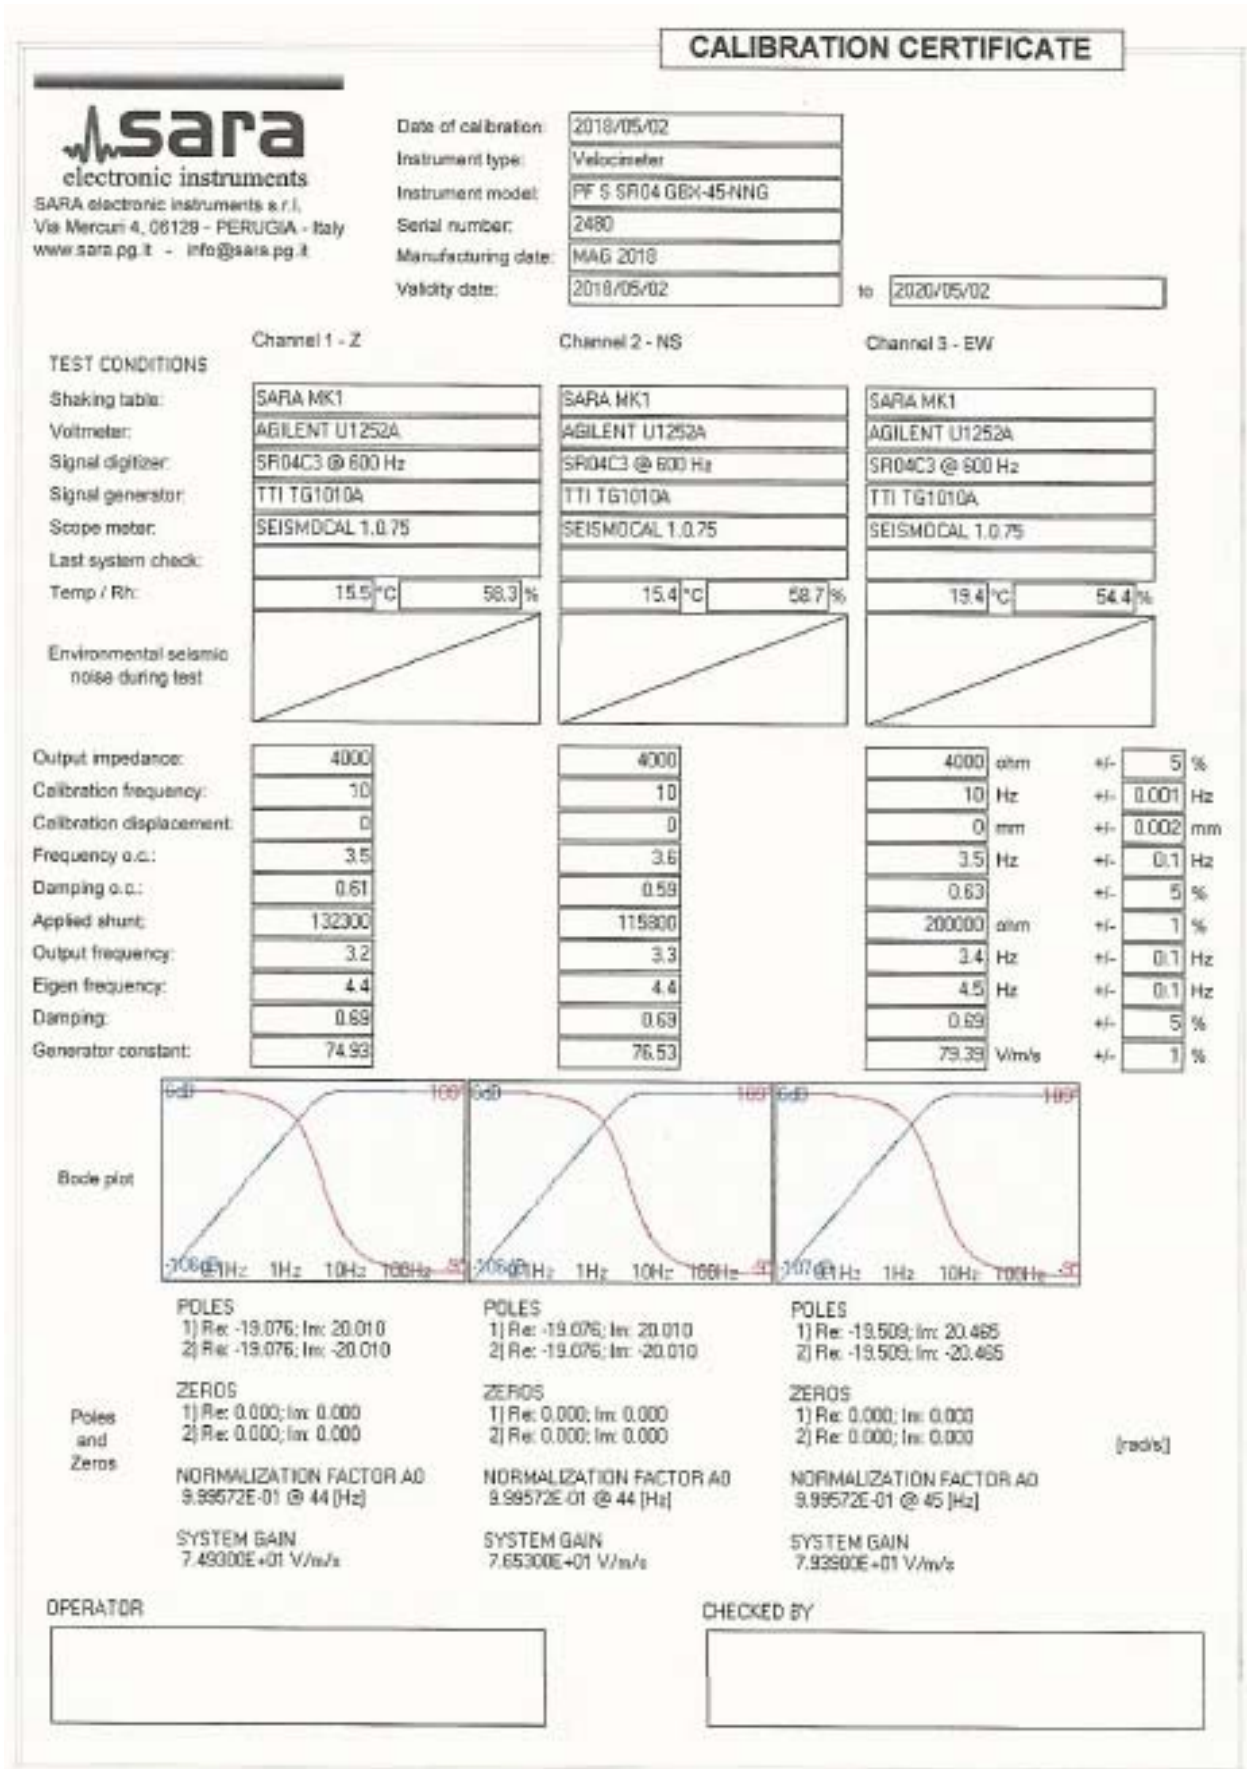 CALIBRATION CERTIFICATE
sara
electronic instruments
SARA electronic instruments s.r.l.
Via Mercuri 4, 06129 - PERUGIA - Italy
www.sara.pg.it - info@sara.pg.it
Date of calibration: 2018/05/02
Instrument type: Velocimeter
Instrument model: PF S SR04 GBX-45-NNG
Serial number: 2480
Manufacturing date: MAG 2018
Validity date: 2018/05/02 to 2020/05/02
Channel 1 - Z Channel 2 - NS Channel 3 - EW
TEST CONDITIONS
Shaking table: SARA MK1 SARA MK1 SARA MK1
Voltmeter: AGILENT U1252A AGILENT U1252A AGILENT U1252A
Signal digitizer: SR04C3 @ 600 Hz SR04C3 @ 600 Hz SR04C3 @ 600 Hz
Signal generator: TTI TG1010A TTI TG1010A TTI TG1010A
Scope meter: SEISMOCAL 1.0.75 SEISMOCAL 1.0.75 SEISMOCAL 1.0.75
Last system check:
Temp / Rh: 15.5 °C 58.3 % 15.4 °C 58.7 % 19.4 °C 54.4 %
Environmental seismic
noise during test
Output impedance: 4000 4000 4000 ohm +/- 5 %
Calibration frequency: 10 10 10 Hz +/- 0.001 Hz
Calibration displacement: 0 0 0 mm +/- 0.002 mm
Frequency o.c.: 3.5 3.6 3.5 Hz +/- 0.1 Hz
Damping o.c.: 0.61 0.59 0.63 +/- 5 %
Applied shunt: 132300 115800 200000 ohm +/- 1 %
Output frequency: 3.2 3.3 3.4 Hz +/- 0.1 Hz
Eigen frequency: 4.4 4.4 4.5 Hz +/- 0.1 Hz
Damping: 0.69 0.69 0.69 +/- 5 %
Generator constant: 74.93 76.53 79.39 V/m/s +/- 1 %
6dB 6dB 6dB
Bode plot
-106dB 0.1Hz 1Hz 10Hz 100Hz -90 -106dB 0.1Hz 1Hz 10Hz 100Hz -90 -107dB 0.1Hz 1Hz 10Hz 100Hz -90
POLES POLES POLES
1) Re: -19.076; Im: 20.010 1) Re: -19.076; Im: 20.010 1) Re: -19.509; Im: 20.465
2) Re: -19.076; Im: -20.010 2) Re: -19.076; Im: -20.010 2) Re: -19.509; Im: -20.465
Poles
and
Zeros
ZEROS ZEROS ZEROS
1) Re: 0.000; Im: 0.000 1) Re: 0.000; Im: 0.000 1) Re: 0.000; Im: 0.000
2) Re: 0.000; Im: 0.000 2) Re: 0.000; Im: 0.000 2) Re: 0.000; Im: 0.000
[rad/s]]
NORMALIZATION FACTOR A0 NORMALIZATION FACTOR A0 NORMALIZATION FACTOR A0
9.99572E-01 @ 44 [Hz] 9.99572E-01 @ 44 [Hz] 9.99572E-01 @ 45 [Hz]
SYSTEM GAIN SYSTEM GAIN SYSTEM GAIN
7.49300E+01 V/m/s 7.65300E+01 V/m/s 7.93900E+01 V/m/s
OPERATOR CHECKED BY